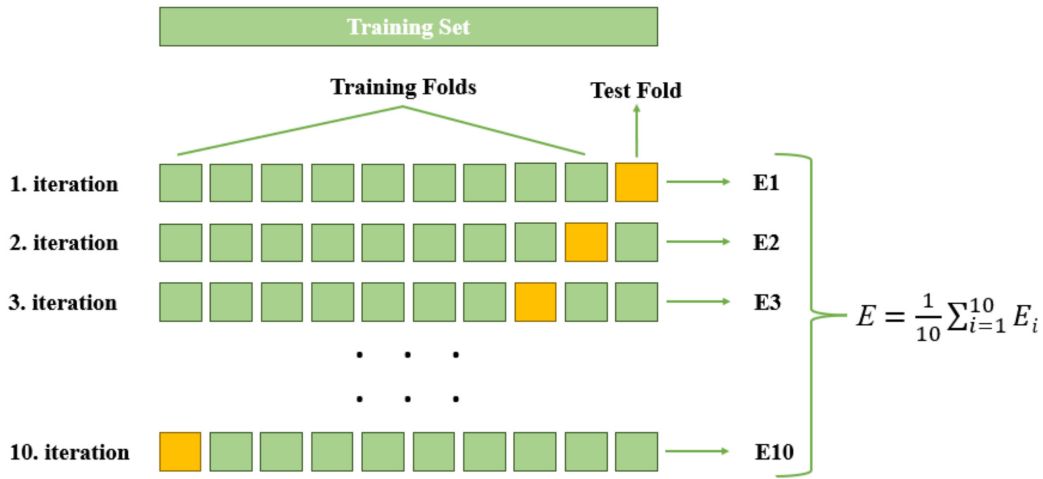 Training Set
Training Folds
Test Fold
1. iteration
E1
2. iteration
E2
3. iteration
E3
. . .
. . .
10. iteration
E10
E = 1/10 ∑_{i=1}^{10} E_i